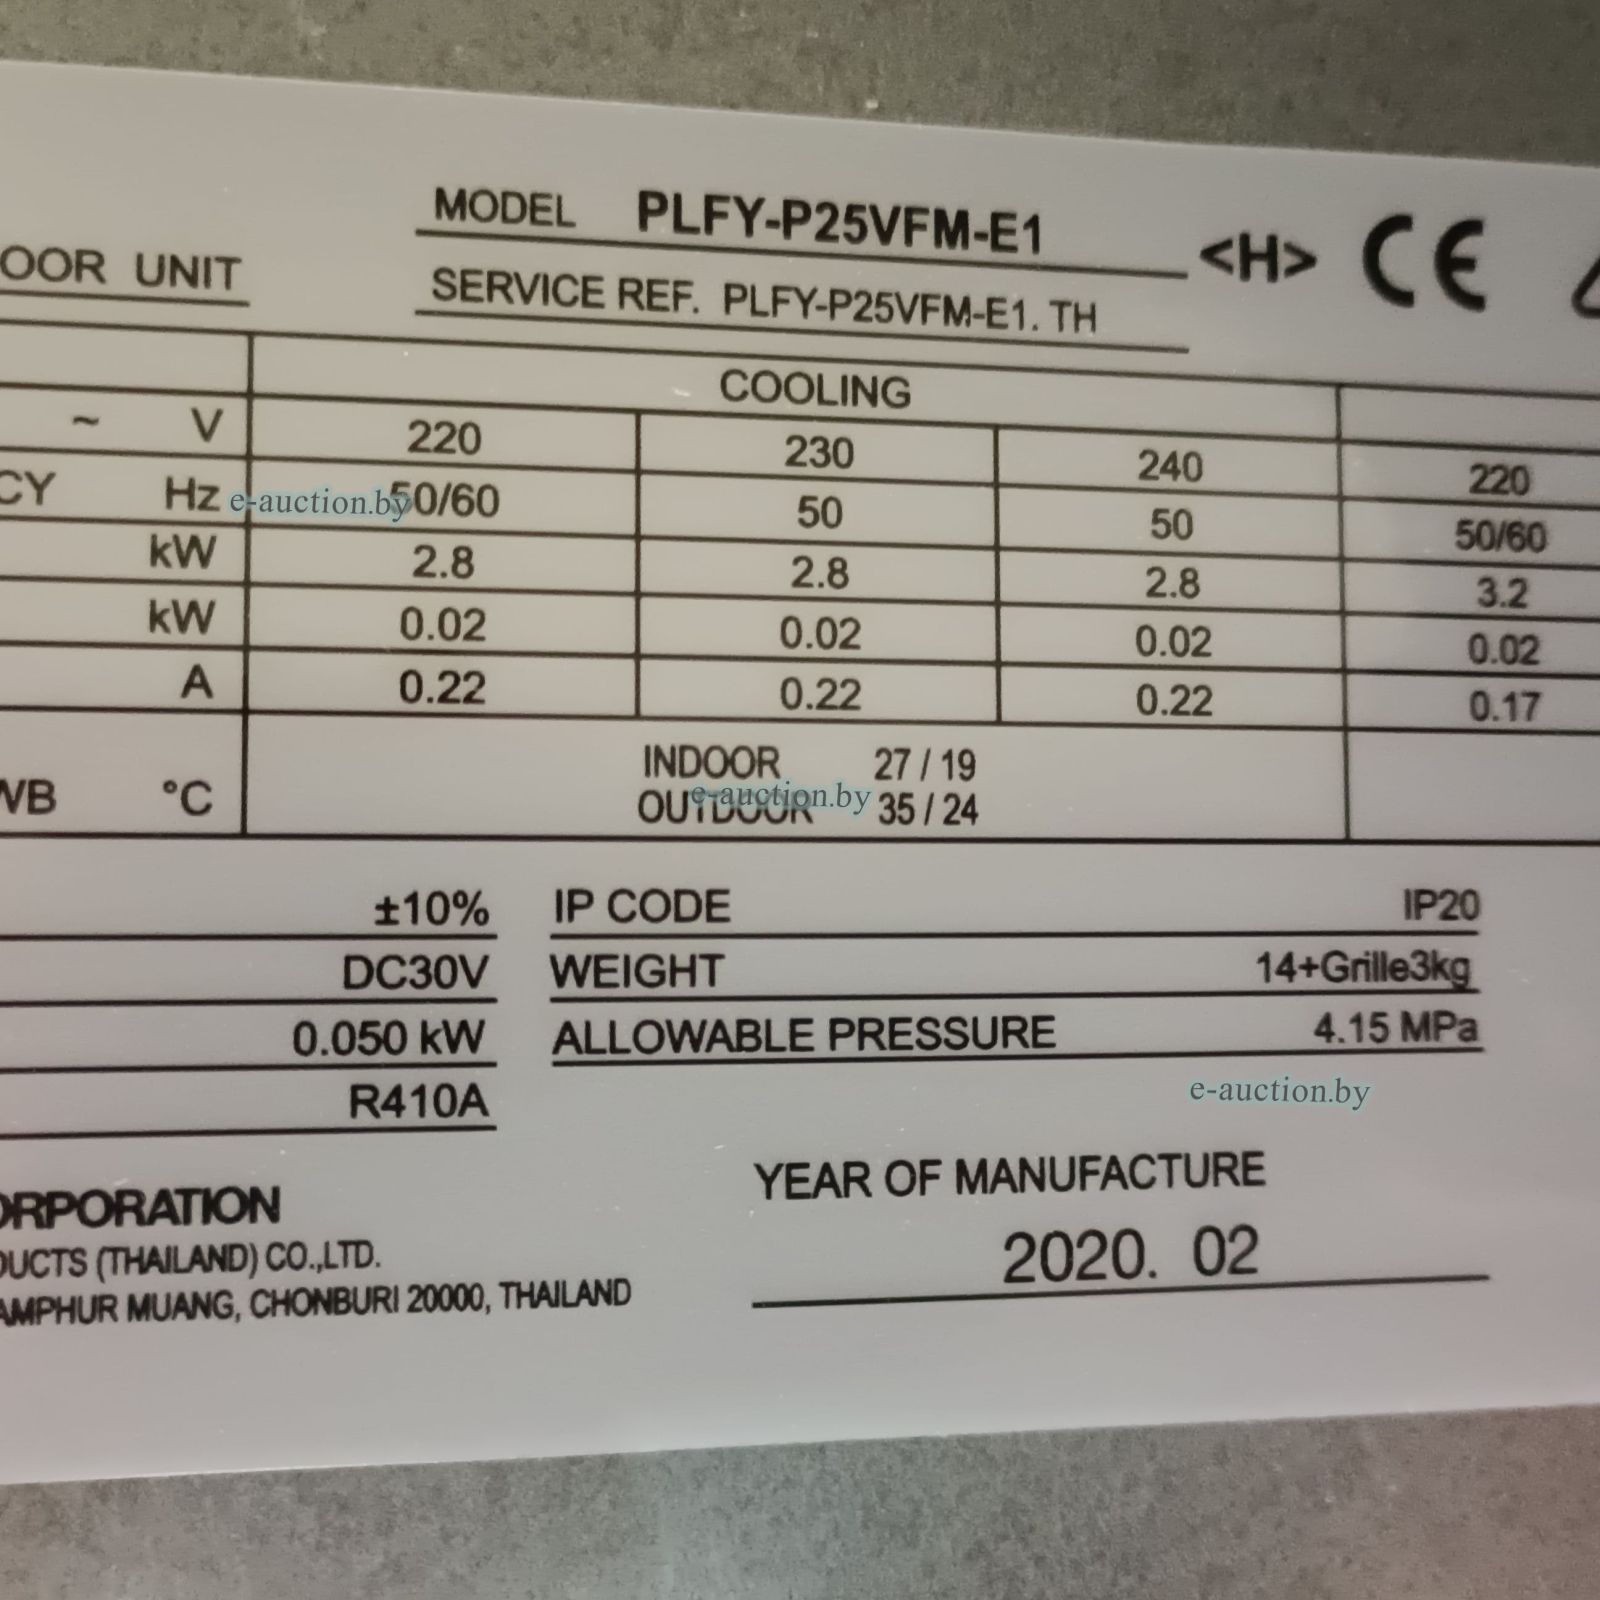 MODEL PLFY-P25VFM-E1
<H> CE
OOR UNIT
SERVICE REF. PLFY-P25VFM-E1. TH
COOLING
~ V 220 230 240 220
CY Hz 50/60 50 50 50/60
e-auction.by
kW 2.8 2.8 2.8 3.2
kW 0.02 0.02 0.02 0.02
A 0.22 0.22 0.22 0.17
INDOOR 27 / 19
WB °C OUTDOOR 35 / 24
e-auction.by
±10% IP CODE IP20
DC30V WEIGHT 14+Grille3kg
0.050 kW ALLOWABLE PRESSURE 4.15 MPa
R410A
e-auction.by
YEAR OF MANUFACTURE
2020. 02
ORPORATION
DUCTS (THAILAND) CO.,LTD.
AMPHUR MUANG, CHONBURI 20000, THAILAND